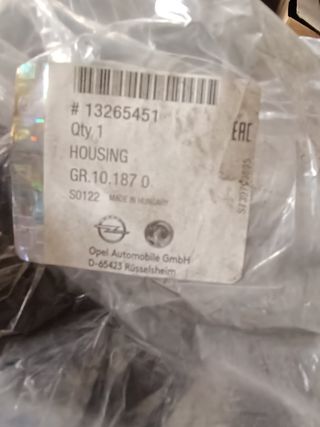 # 13265451
Qty. 1
HOUSING
GR.10.187 0
S0122 MADE IN HUNGARY
Opel Automobile GmbH
D-65423 Rüsselsheim
EAC